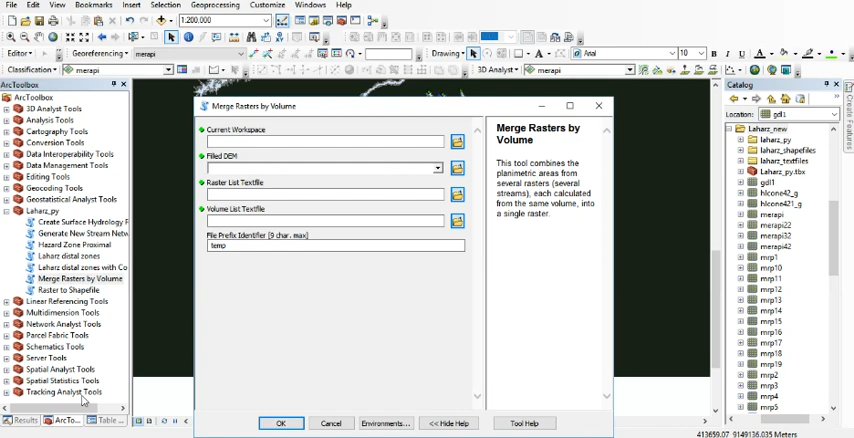 File Edit View Bookmarks Insert Selection Geoprocessing Customize Windows Help
1:200,000
Editor Georeferencing merapi Drawing Arial 10 B I U A
Classification merapi 3D Analyst merapi
ArcToolbox
ArcToolbox
3D Analyst Tools
Analysis Tools
Cartography Tools
Conversion Tools
Data Interoperability Tools
Data Management Tools
Editing Tools
Geocoding Tools
Geostatistical Analyst Tools
Laharz_py
Create Surface Hydrology F
Generate New Stream Netw
Hazard Zone Proximal
Laharz distal zones
Laharz distal zones with Co
Merge Rasters by Volume
Raster to Shapefile
Linear Referencing Tools
Multidimension Tools
Network Analyst Tools
Parcel Fabric Tools
Schematics Tools
Server Tools
Spatial Analyst Tools
Spatial Statistics Tools
Tracking Analyst Tools
Results ArcTo... Table ...
Merge Rasters by Volume
Current Workspace
Filled DEM
Raster List Textfile
Volume List Textfile
File Prefix Identifier [9 char. max]
temp
OK Cancel Environments... << Hide Help Tool Help
Merge Rasters by
Volume
This tool combines the
planimetric areas from
several rasters (several
streams), each calculated
from the same volume, into
a single raster.
Catalog
Location: gdl1
Laharz_new
laharz_py
laharz_shapefiles
laharz_textfiles
Laharz_py.tbx
gdl1
hlcone42_g
hlcone421_g
merapi
merapi22
merapi32
merapi42
mrp1
mrp10
mrp11
mrp12
mrp13
mrp14
mrp15
mrp16
mrp17
mrp18
mrp19
mrp2
mrp3
mrp4
mrp5
Create Features
413659.07 9149136.035 Meters